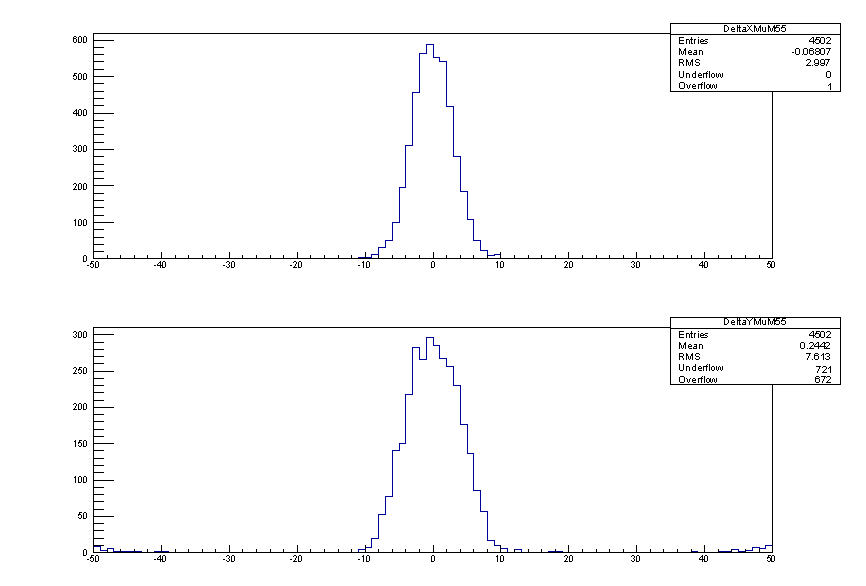 DeltaXMuM55
Entries 4502
Mean -0.06807
RMS 2.997
Underflow 0
Overflow 1
600
500
400
300
200
100
0
-50 -40 -30 -20 -10 0 10 20 30 40 50
DeltaYMuM55
Entries 4502
Mean 0.2442
RMS 7.613
Underflow 721
Overflow 672
300
250
200
150
100
50
0
-50 -40 -30 -20 -10 0 10 20 30 40 50